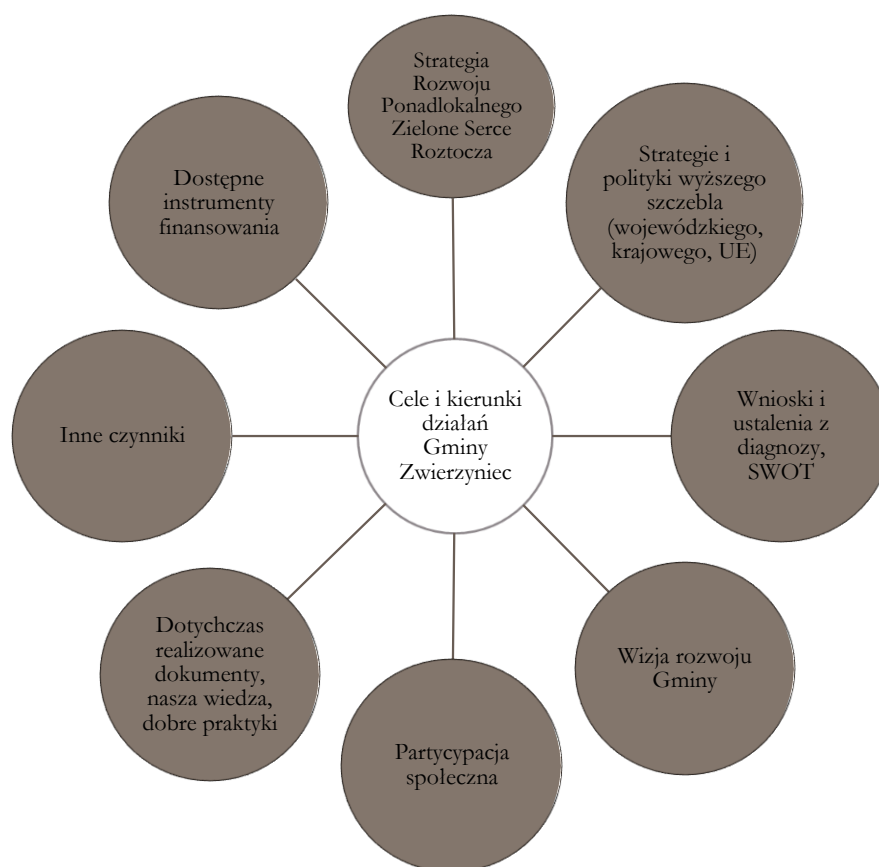 Strategia
Rozwoju
Ponadlokalnego
Zielone Serce
Roztocza
Strategie i
polityki wyższego
szczebla
(wojewódzkiego,
krajowego, UE)
Wnioski i
ustalenia z
diagnozy,
SWOT
Wizja rozwoju
Gminy
Partycypacja
społeczna
Dotychczas
realizowane
dokumenty,
nasza wiedza,
dobre praktyki
Inne czynniki
Dostępne
instrumenty
finansowania
Cele i kierunki
działań
Gminy
Zwierzyniec